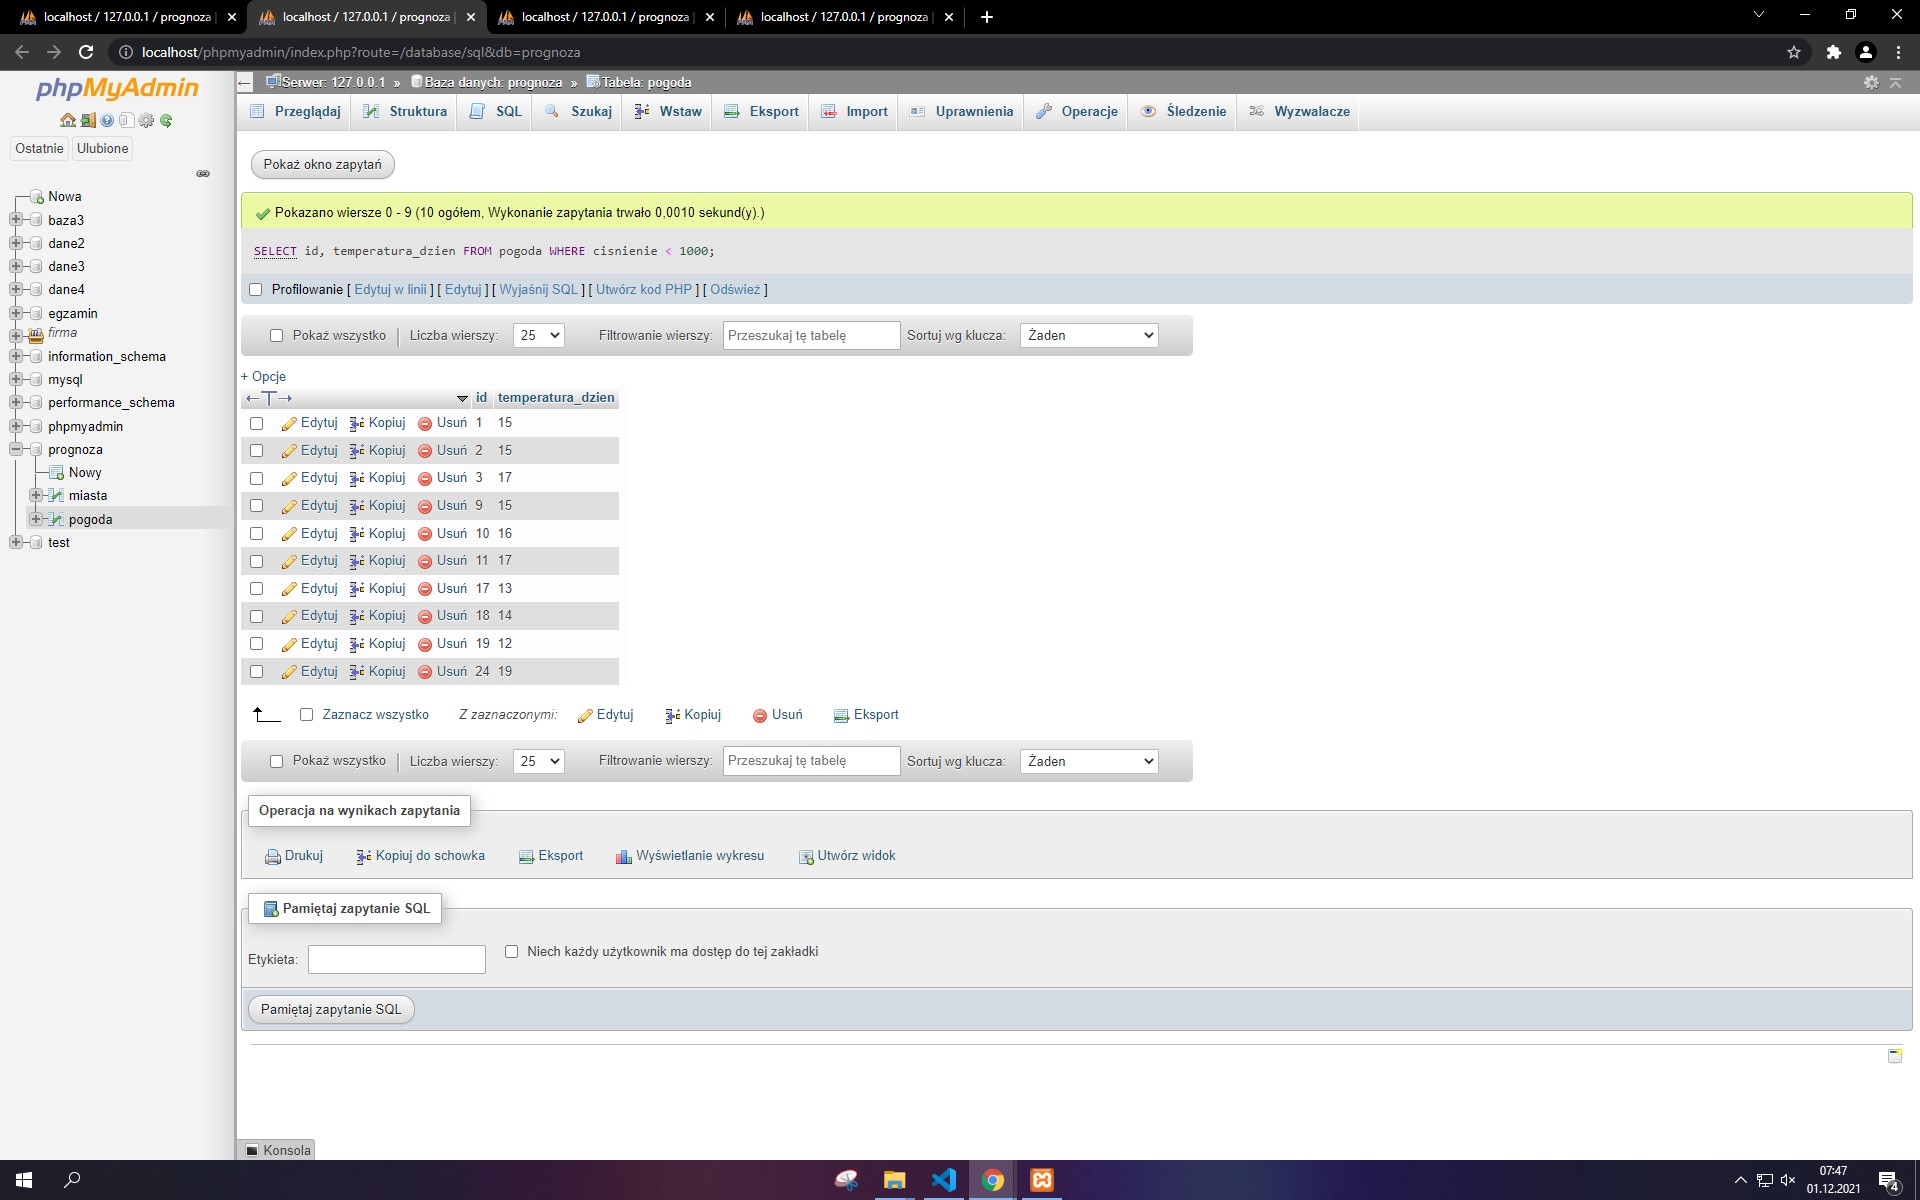 localhost / 127.0.0.1 / prognoza
localhost / 127.0.0.1 / prognoza
localhost / 127.0.0.1 / prognoza
localhost / 127.0.0.1 / prognoza
localhost/phpmyadmin/index.php?route=/database/sql&db=prognoza
phpMyAdmin
Ostatnie Ulubione
Nowa
baza3
dane2
dane3
dane4
egzamin
firma
information_schema
mysql
performance_schema
phpmyadmin
prognoza
Nowy
miasta
pogoda
test
Serwer: 127.0.0.1 » Baza danych: prognoza » Tabela: pogoda
Przeglądaj Struktura SQL Szukaj Wstaw Eksport Import Uprawnienia Operacje Śledzenie Wyzwalacze
Pokaż okno zapytań
Pokazano wiersze 0 - 9 (10 ogółem, Wykonanie zapytania trwało 0,0010 sekund(y).)
SELECT id, temperatura_dzien FROM pogoda WHERE cisnienie < 1000;
Profilowanie [ Edytuj w linii ] [ Edytuj ] [ Wyjaśnij SQL ] [ Utwórz kod PHP ] [ Odśwież ]
Pokaż wszystko | Liczba wierszy: 25 Filtrowanie wierszy: Przeszukaj tę tabelę Sortuj wg klucza: Żaden
+ Opcje
←T→ id temperatura_dzien
Edytuj Kopiuj Usuń 1 15
Edytuj Kopiuj Usuń 2 15
Edytuj Kopiuj Usuń 3 17
Edytuj Kopiuj Usuń 9 15
Edytuj Kopiuj Usuń 10 16
Edytuj Kopiuj Usuń 11 17
Edytuj Kopiuj Usuń 17 13
Edytuj Kopiuj Usuń 18 14
Edytuj Kopiuj Usuń 19 12
Edytuj Kopiuj Usuń 24 19
Zaznacz wszystko Z zaznaczonymi: Edytuj Kopiuj Usuń Eksport
Pokaż wszystko | Liczba wierszy: 25 Filtrowanie wierszy: Przeszukaj tę tabelę Sortuj wg klucza: Żaden
Operacja na wynikach zapytania
Drukuj Kopiuj do schowka Eksport Wyświetlanie wykresu Utwórz widok
Pamiętaj zapytanie SQL
Etykieta: Niech każdy użytkownik ma dostęp do tej zakładki
Pamiętaj zapytanie SQL
Konsola
07:47
01.12.2021
4